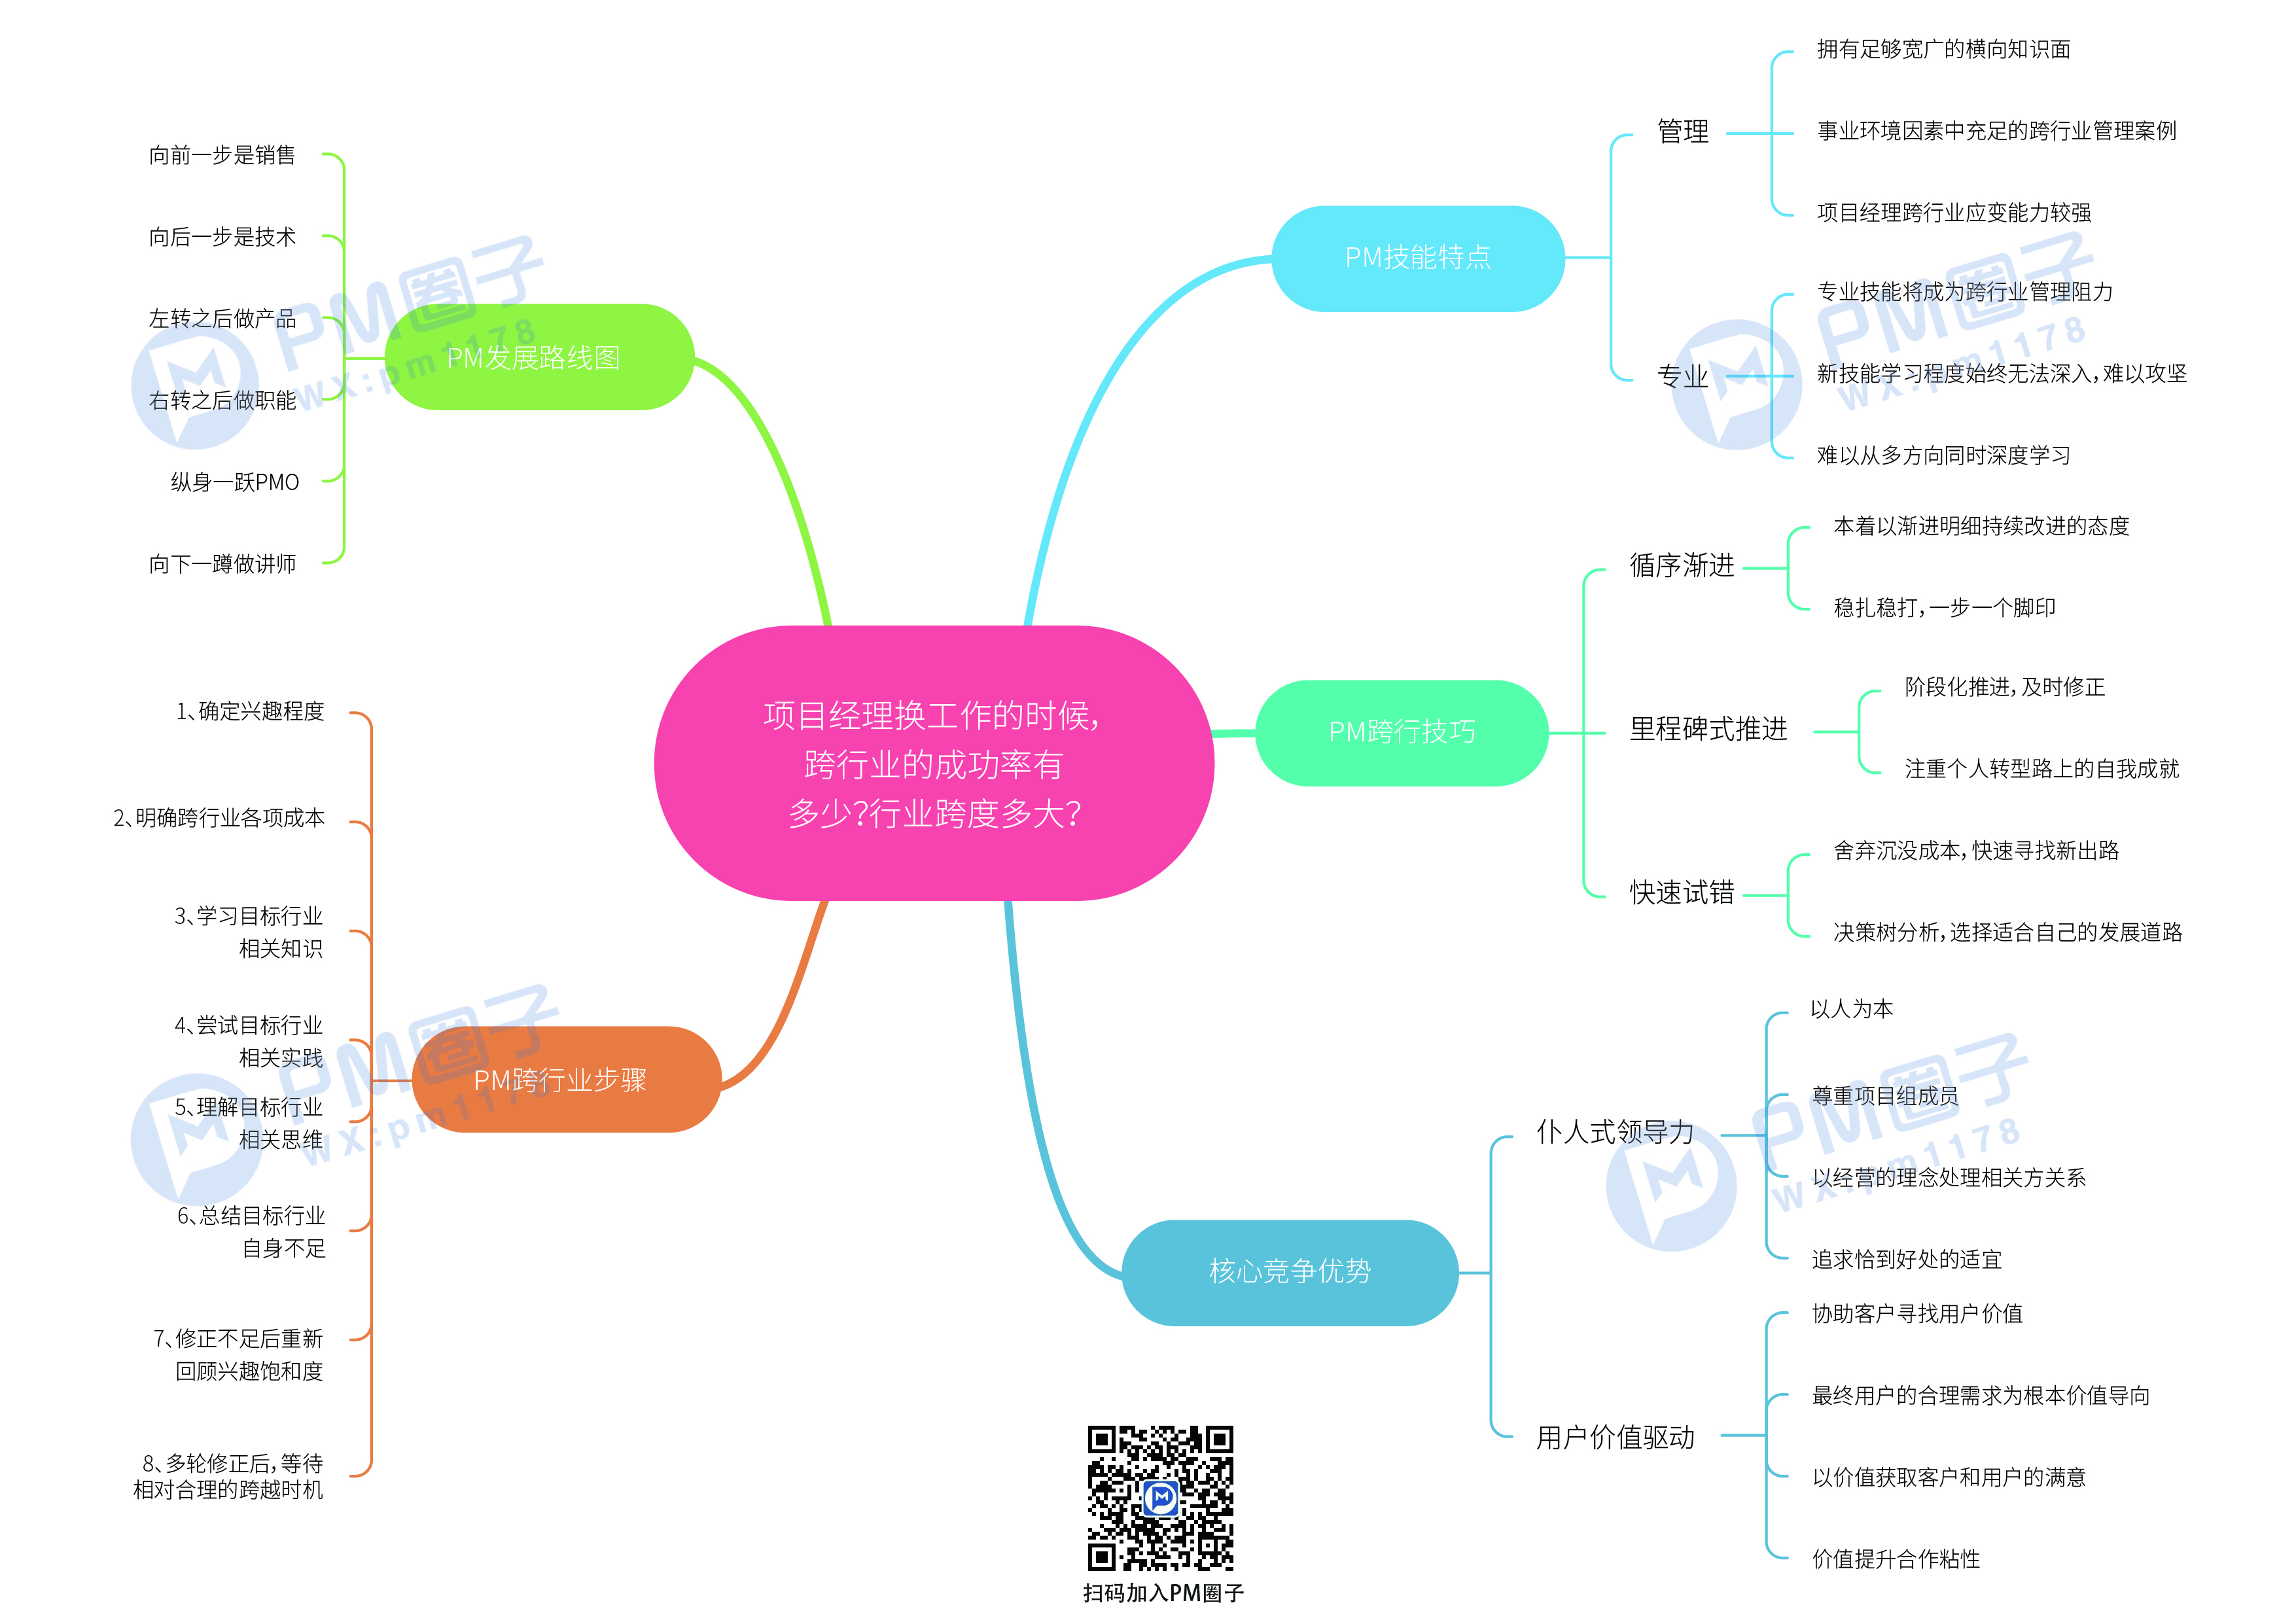 项目经理换工作的时候，
跨行业的成功率有
多少？行业跨度多大？
PM发展路线图
向前一步是销售
向后一步是技术
左转之后做产品
右转之后做职能
纵身一跃PMO
向下一蹲做讲师
PM跨行业步骤
1、确定兴趣程度
2、明确跨行业各项成本
3、学习目标行业
相关知识
4、尝试目标行业
相关实践
5、理解目标行业
相关思维
6、总结目标行业
自身不足
7、修正不足后重新
回顾兴趣饱和度
8、多轮修正后，等待
相对合理的跨越时机
PM技能特点
管理
拥有足够宽广的横向知识面
事业环境因素中充足的跨行业管理案例
项目经理跨行业应变能力较强
专业
专业技能将成为跨行业管理阻力
新技能学习程度始终无法深入，难以攻坚
难以从多方向同时深度学习
PM跨行技巧
循序渐进
本着以渐进明细持续改进的态度
稳扎稳打，一步一个脚印
里程碑式推进
阶段化推进，及时修正
注重个人转型路上的自我成就
快速试错
舍弃沉没成本，快速寻找新出路
决策树分析，选择适合自己的发展道路
核心竞争优势
仆人式领导力
以人为本
尊重项目组成员
以经营的理念处理相关方关系
追求恰到好处的适宜
用户价值驱动
协助客户寻找用户价值
最终用户的合理需求为根本价值导向
以价值获取客户和用户的满意
价值提升合作粘性
扫码加入PM圈子
PM圈子
wx:pm1178
PM圈子
wx:pm1178
PM圈子
wx:pm1178
PM圈子
wx:pm1178